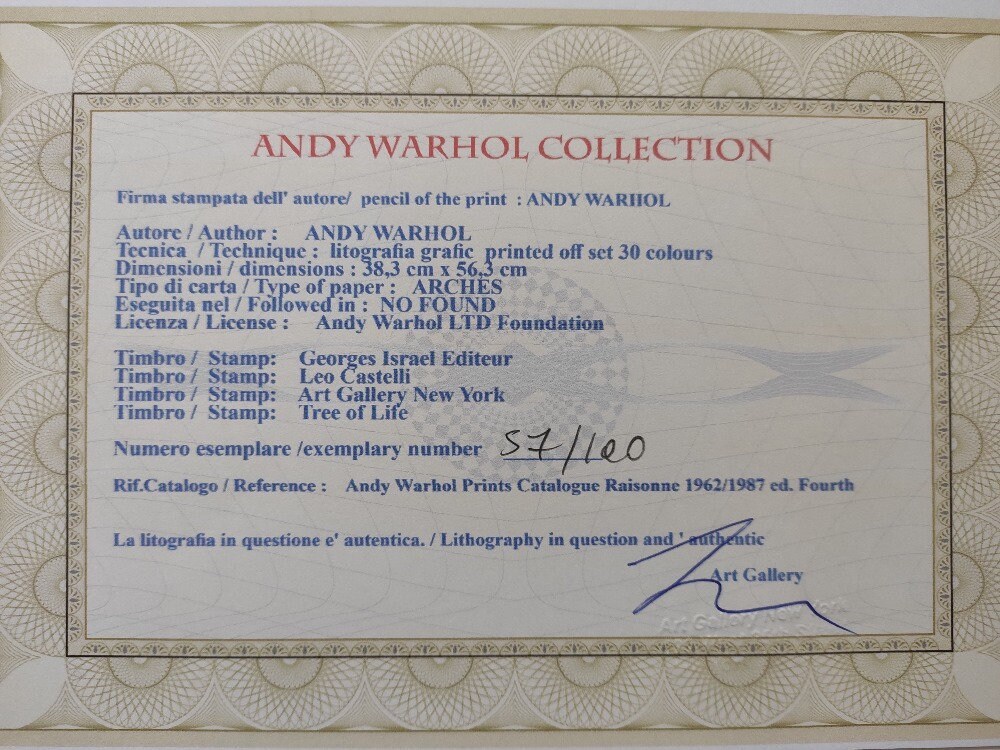 ANDY WARHOL COLLECTION
Firma stampata dell' autore/ pencil of the print : ANDY WARHOL
Autore / Author : ANDY WARHOL
Tecnica / Technique : litografia grafic printed off set 30 colours
Dimensioni / dimensions : 38,3 cm x 56,3 cm
Tipo di carta / Type of paper : ARCHES
Eseguita nel / Followed in : NO FOUND
Licenza / License : Andy Warhol LTD Foundation
Timbro / Stamp: Georges Israel Editeur
Timbro / Stamp: Leo Castelli
Timbro / Stamp: Art Gallery New York
Timbro / Stamp: Tree of Life
Numero esemplare /exemplary number 57/100
Rif.Catalogo / Reference : Andy Warhol Prints Catalogue Raisonne 1962/1987 ed. Fourth
La litografia in questione e' autentica. / Lithography in question and ' authentic
Art Gallery
Art Gallery New York